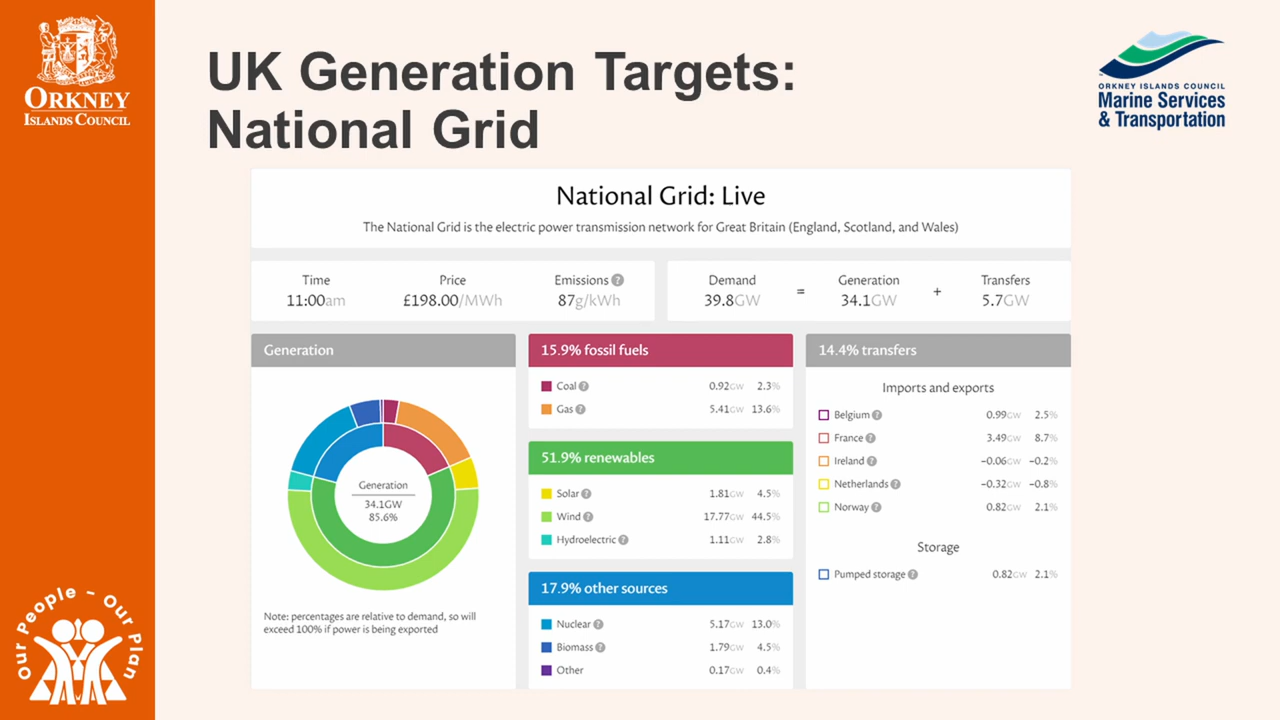 ORKNEY
ISLANDS COUNCIL
UK Generation Targets:
National Grid
ORKNEY ISLANDS COUNCIL
Marine Services
& Transportation
National Grid: Live
The National Grid is the electric power transmission network for Great Britain (England, Scotland, and Wales)
Time
11:00am
Price
£198.00/MWh
Emissions ?
87g/kWh
Demand
39.8GW
=
Generation
34.1GW
+
Transfers
5.7GW
Generation
Generation
34.1GW
85.6%
Note: percentages are relative to demand, so will
exceed 100% if power is being exported
15.9% fossil fuels
Coal ? 0.92GW 2.3%
Gas ? 5.41GW 13.6%
51.9% renewables
Solar ? 1.81GW 4.5%
Wind ? 17.77GW 44.5%
Hydroelectric ? 1.11GW 2.8%
17.9% other sources
Nuclear ? 5.17GW 13.0%
Biomass ? 1.79GW 4.5%
Other 0.17GW 0.4%
14.4% transfers
Imports and exports
Belgium ? 0.99GW 2.5%
France ? 3.49GW 8.7%
Ireland ? −0.06GW −0.2%
Netherlands ? −0.32GW −0.8%
Norway ? 0.82GW 2.1%
Storage
Pumped storage ? 0.82GW 2.1%
Our People - Our Plan